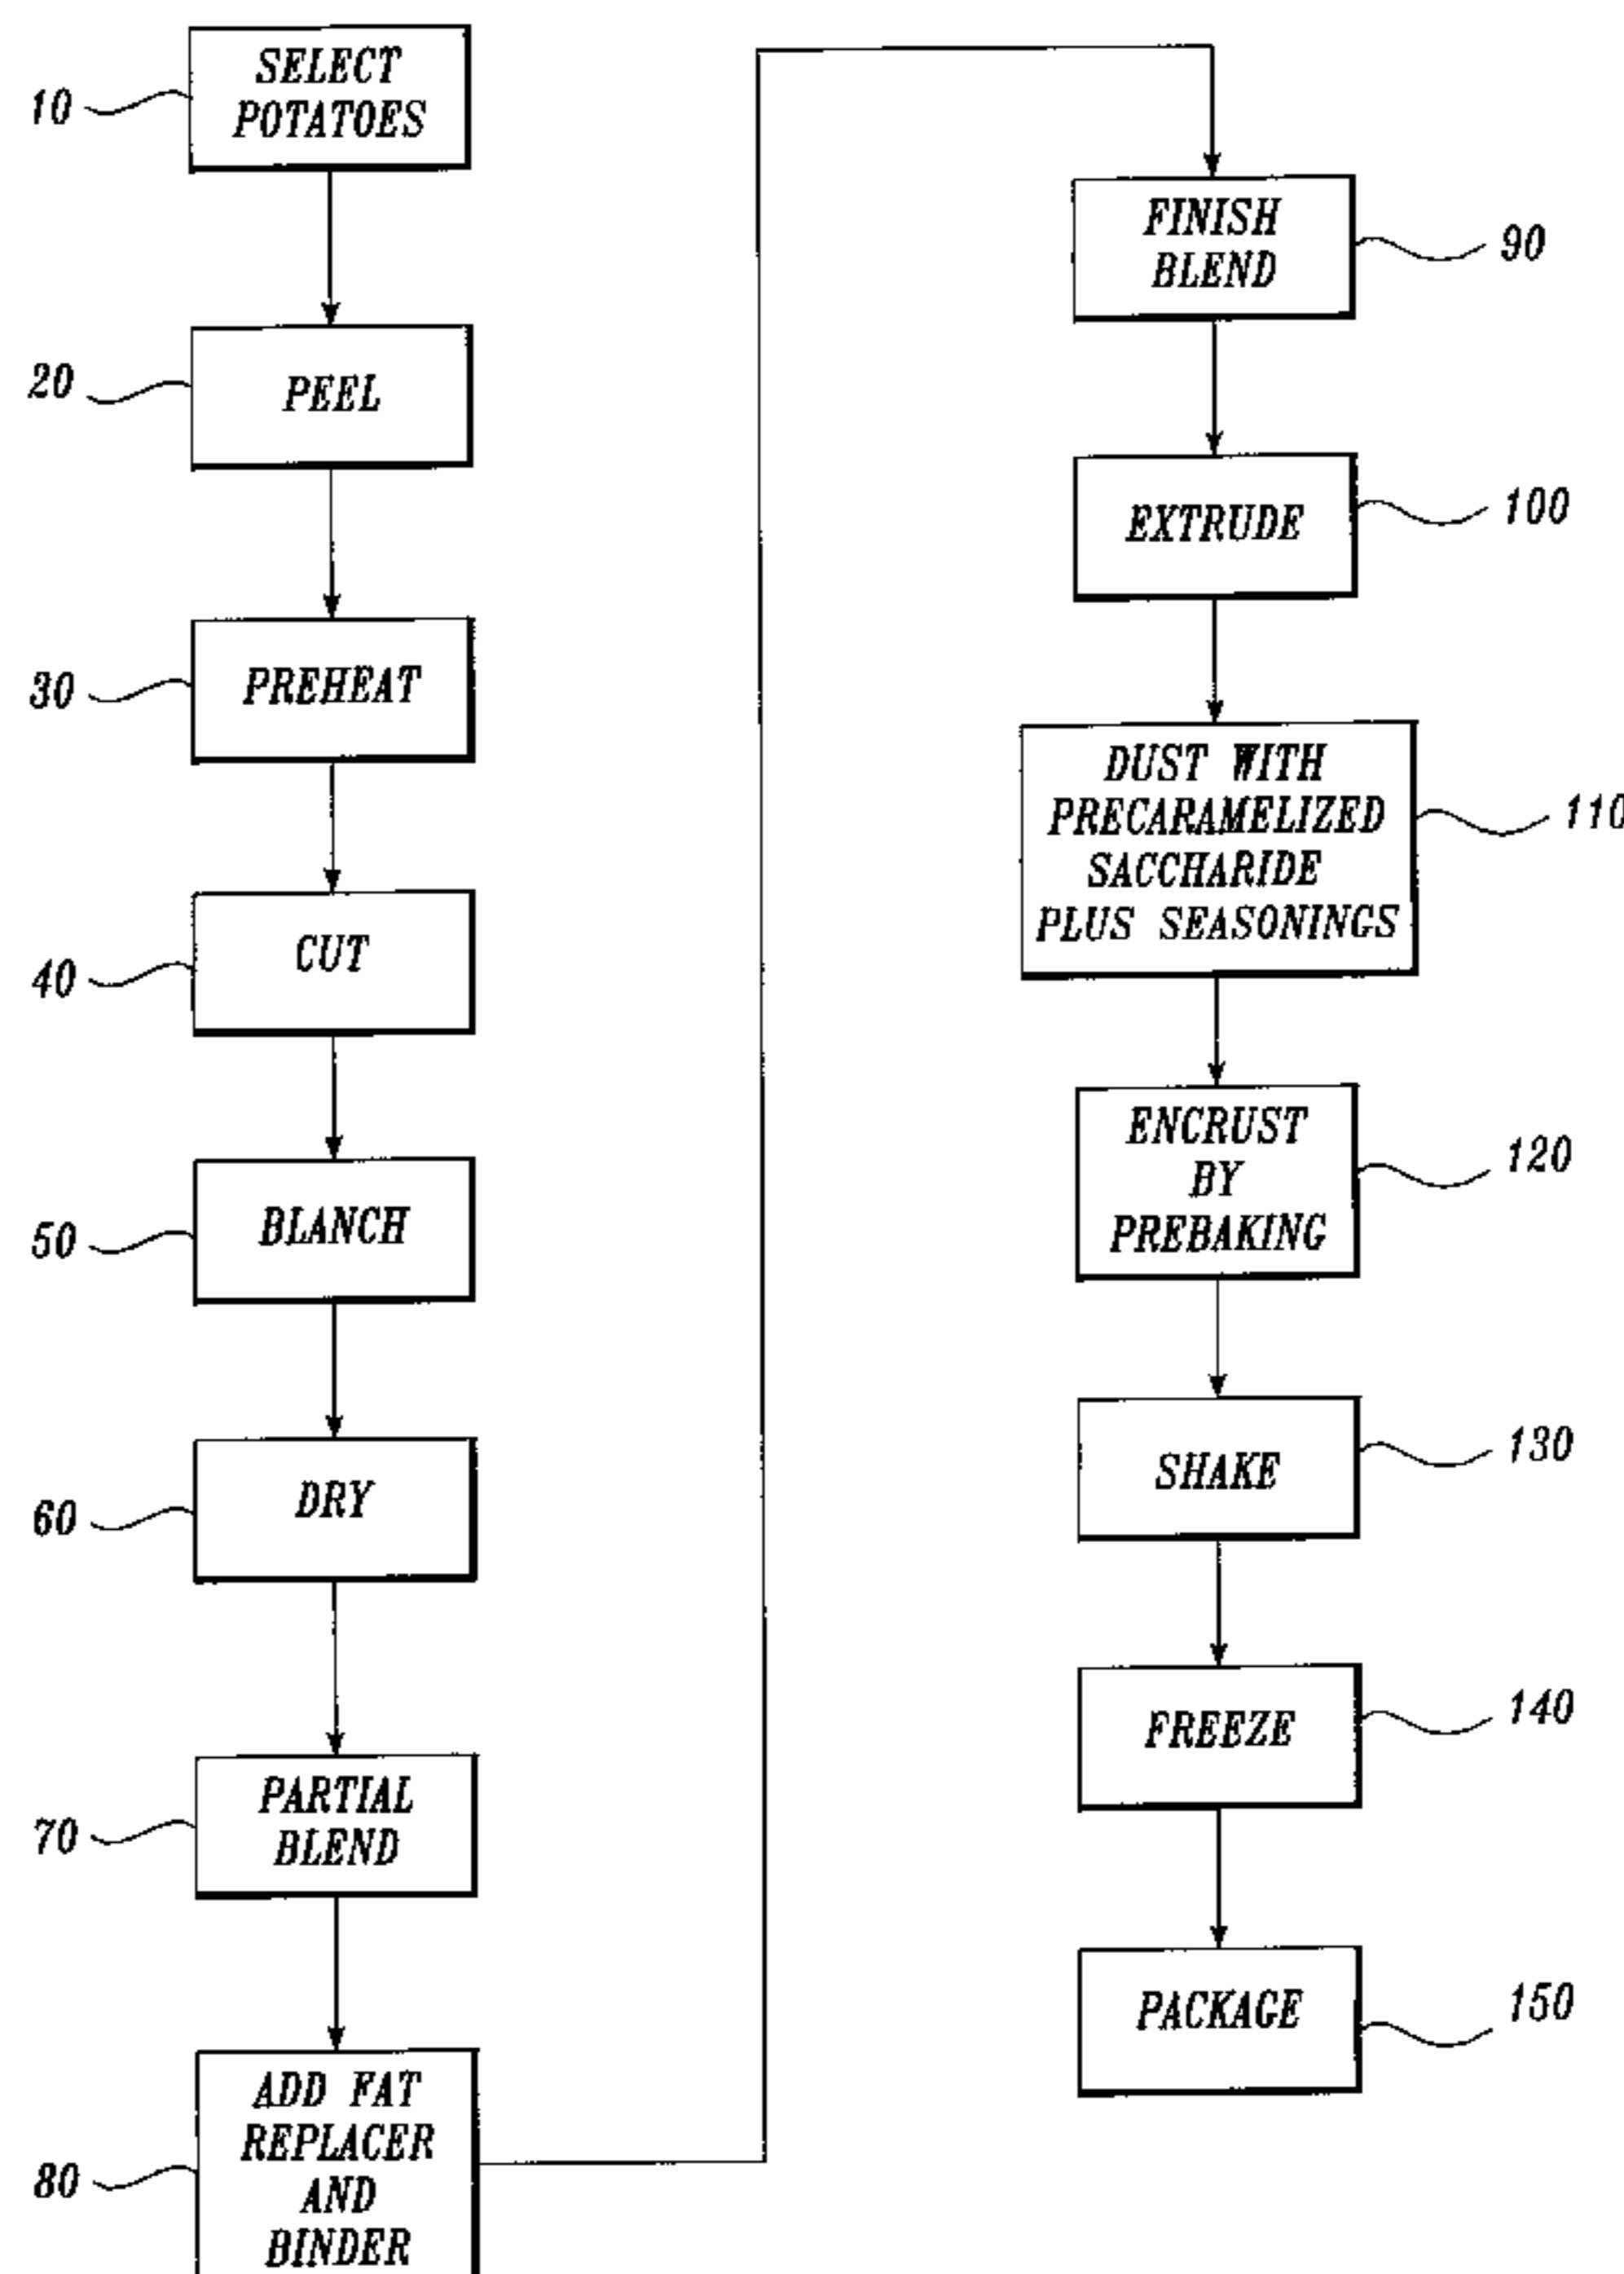 10
SELECT
POTATOES
20
PEEL
30
PREHEAT
40
CUT
50
BLANCH
60
DRY
70
PARTIAL
BLEND
80
ADD FAT
REPLACER
AND
BINDER
FINISH
BLEND
90
EXTRUDE
100
DUST WITH
PRECARAMELIZED
SACCHARIDE
PLUS SEASONINGS
110
ENCRUST
BY
PREBAKING
120
SHAKE
130
FREEZE
140
PACKAGE
150